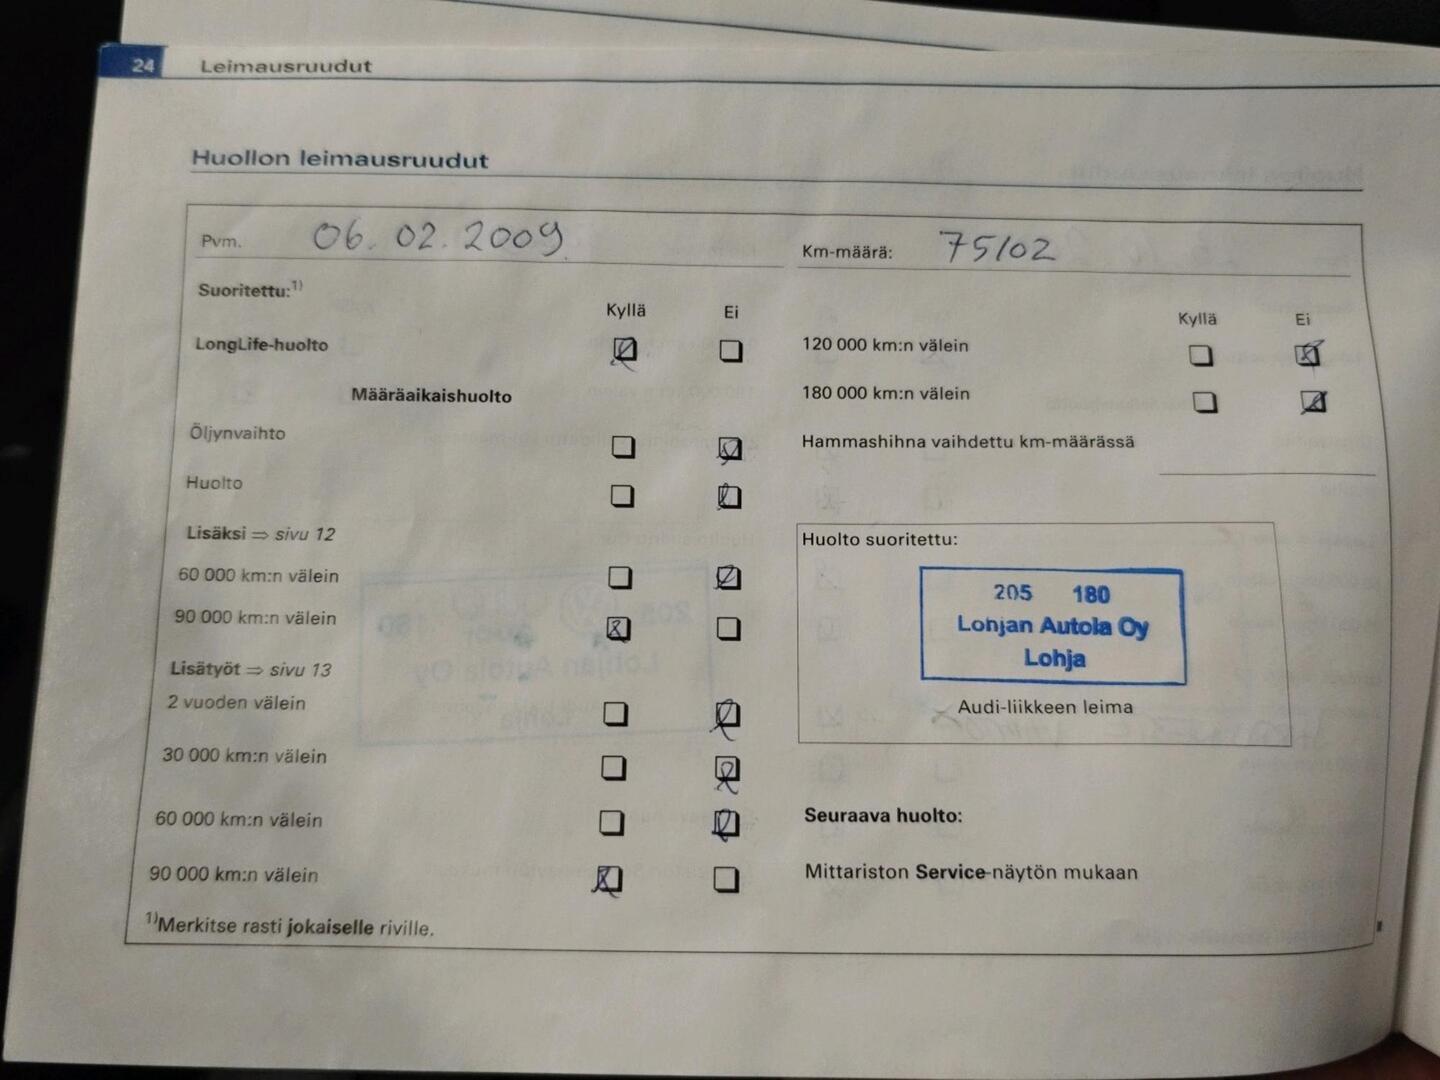 24 Leimausruudut
Huollon leimausruudut
Pvm. 06.02.2009
Km-määrä: 75102
Suoritettu:1)
Kyllä Ei
LongLife-huolto
Määräaikaishuolto
Öljynvaihto
Huolto
Lisäksi ⇒ sivu 12
60 000 km:n välein
90 000 km:n välein
Lisätyöt ⇒ sivu 13
2 vuoden välein
30 000 km:n välein
60 000 km:n välein
90 000 km:n välein
1)Merkitse rasti jokaiselle riville.
Kyllä Ei
120 000 km:n välein
180 000 km:n välein
Hammashihna vaihdettu km-määrässä
Huolto suoritettu:
205 180
Lohjan Autola Oy
Lohja
Audi-liikkeen leima
Seuraava huolto:
Mittariston Service-näytön mukaan